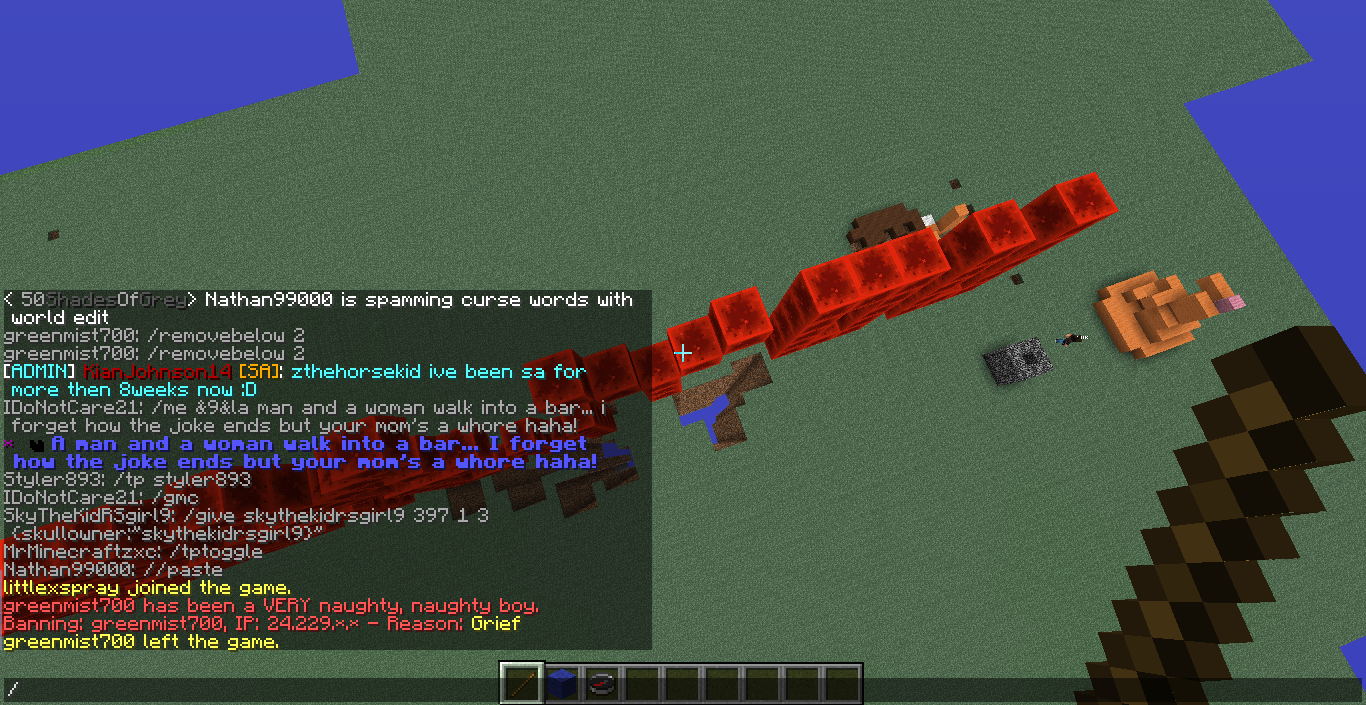 < 50ShadesOfGrey> Nathan99000 is spamming curse words with
world edit
greenmist700: /removebelow 2
greenmist700: /removebelow 2
[ADMIN] KianJohnson14 [SA]: zthehorsekid ive been sa for
more then 8weeks now :D
IDoNotCare21: /me &9&la man and a woman walk into a bar... i
forget how the joke ends but your mom's a whore haha!
* A man and a woman walk into a bar... I forget
how the joke ends but your mom's a whore haha!
Styler893: /tp styler893
IDoNotCare21: /gmc
SkyTheKidRSgirl9: /give skythekidrsgirl9 397 1 3
{skullowner:"skythekidrsgirl9}"
MrMinecraftzxc: /tptoggle
Nathan99000: //paste
littlexspray joined the game.
greenmist700 has been a VERY naughty, naughty boy.
Banning: greenmist700, IP: 24.229.*.* - Reason: Grief
greenmist700 left the game.
/